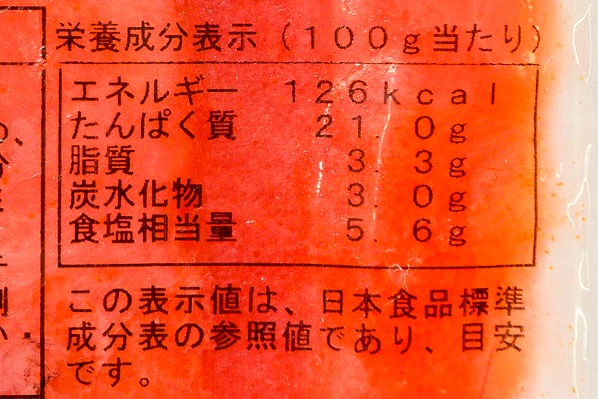 栄養成分表示（100g当たり）
エネルギー 126kcal
たんぱく質 21.0g
脂質 3.3g
炭水化物 3.0g
食塩相当量 5.6g
この表示値は、日本食品標準
成分表の参照値であり、目安
です。